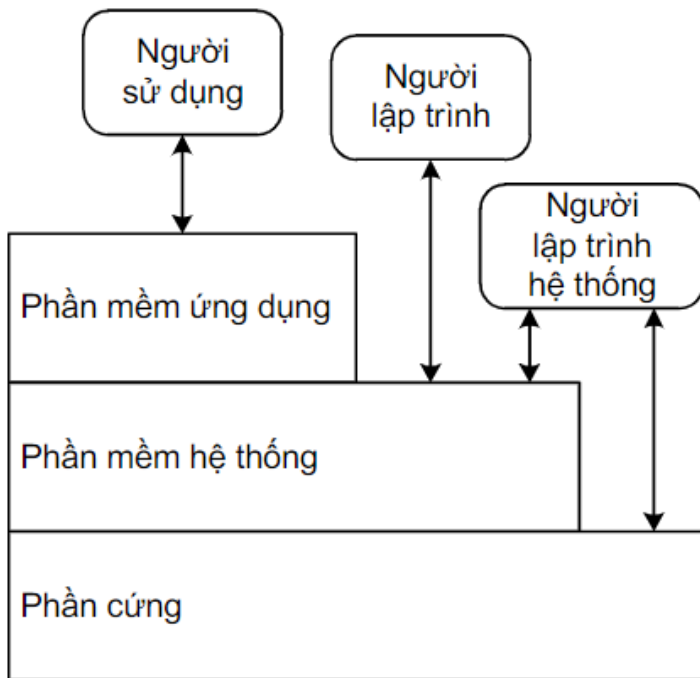 Người
sử dụng
Người
lập trình
Người
lập trình
hệ thống
Phần mềm ứng dụng
Phần mềm hệ thống
Phần cứng